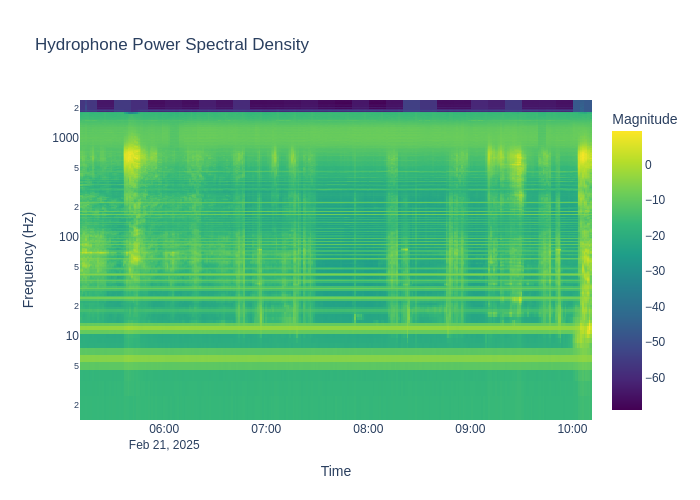 Hydrophone Power Spectral Density
Magnitude
2
1000
5
2
100
5
2
10
5
2
Frequency (Hz)
0
−10
−20
−30
−40
−50
−60
06:00 07:00 08:00 09:00 10:00
Feb 21, 2025
Time